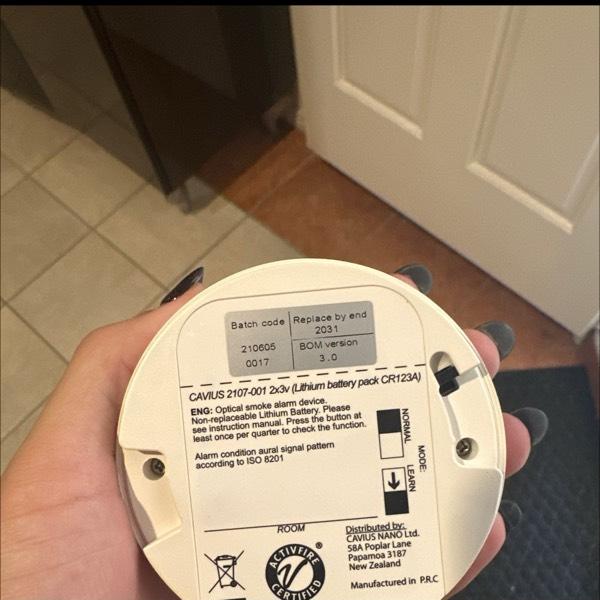 Batch code
Replace by end
2031
210605
0017
BOM version
3.0
CAVIUS 2107-001 2x3v (Lithium battery pack CR123A)
ENG: Optical smoke alarm device.
Non-replaceable Lithium Battery. Please
see instruction manual. Press the button at
least once per quarter to check the function.
Alarm condition aural signal pattern
according to ISO 8201
NORMAL
MODE:
LEARN
ROOM
ACTIVFIRE ®
CERTIFIED
Distributed by:
CAVIUS NANO Ltd.
58A Poplar Lane
Papamoa 3187
New Zealand
Manufactured in P.R.C